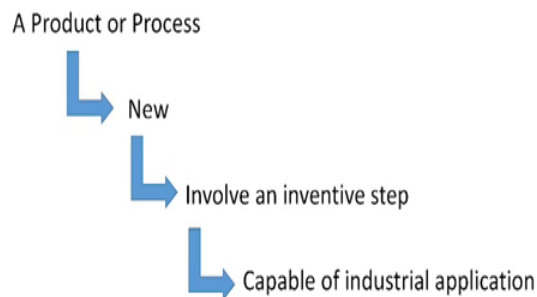 A Product or Process
New
Involve an inventive step
Capable of industrial application